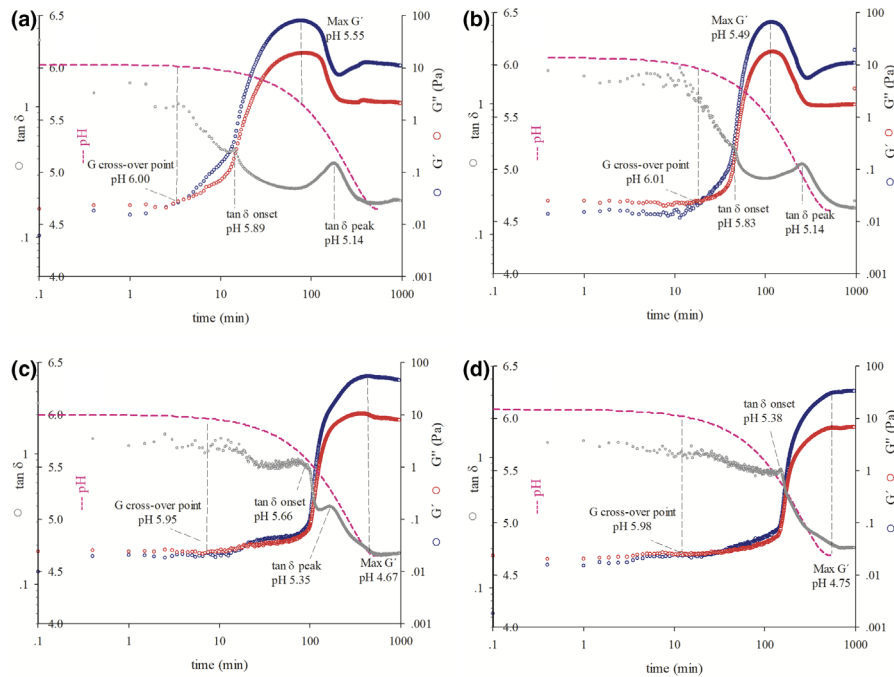 (a)
6.5
6.0
5.5
5.0
4.5
4.0
1
.1
tan δ
pH
Max G′
pH 5.55
G cross-over point
pH 6.00
tan δ onset
pH 5.89
tan δ peak
pH 5.14
100
10
1
0.1
0.01
.001
G″ (Pa)
G′
.1
1
10
100
1000
time (min)
(b)
6.5
6.0
5.5
5.0
4.5
4.0
1
.1
tan δ
pH
Max G′
pH 5.49
G cross-over point
pH 6.01
tan δ onset
pH 5.83
tan δ peak
pH 5.14
100
10
1
0.1
0.01
.001
G″ (Pa)
G′
.1
1
10
100
1000
time (min)
(c)
6.5
6.0
5.5
5.0
4.5
4.0
1
.1
tan δ
pH
G cross-over point
pH 5.95
tan δ onset
pH 5.66
tan δ peak
pH 5.35
Max G′
pH 4.67
100
10
1
0.1
0.01
.001
G″ (Pa)
G′
.1
1
10
100
1000
time (min)
(d)
6.5
6.0
5.5
5.0
4.5
4.0
1
.1
tan δ
pH
tan δ onset
pH 5.38
G cross-over point
pH 5.98
Max G′
pH 4.75
100
10
1
0.1
0.01
.001
G″ (Pa)
G′
.1
1
10
100
1000
time (min)